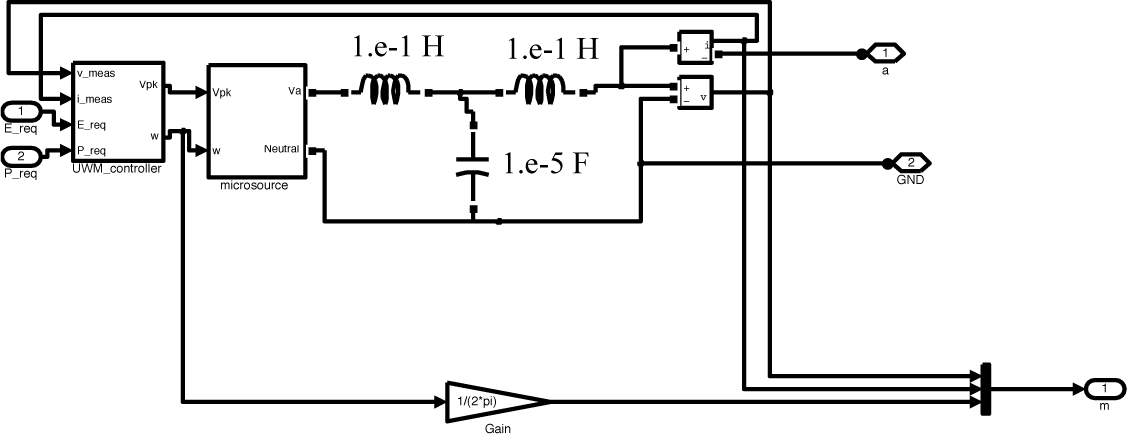 1.e-1 H
1.e-1 H
i
+
−
1
a
v_meas
Vpk
i_meas
1
E_req
E_req
w
2
P_req
P_req
UWM_controller
Vpk
Va
w
Neutral
microsource
+
−
v
1.e-5 F
2
GND
1/(2*pi)
Gain
1
m